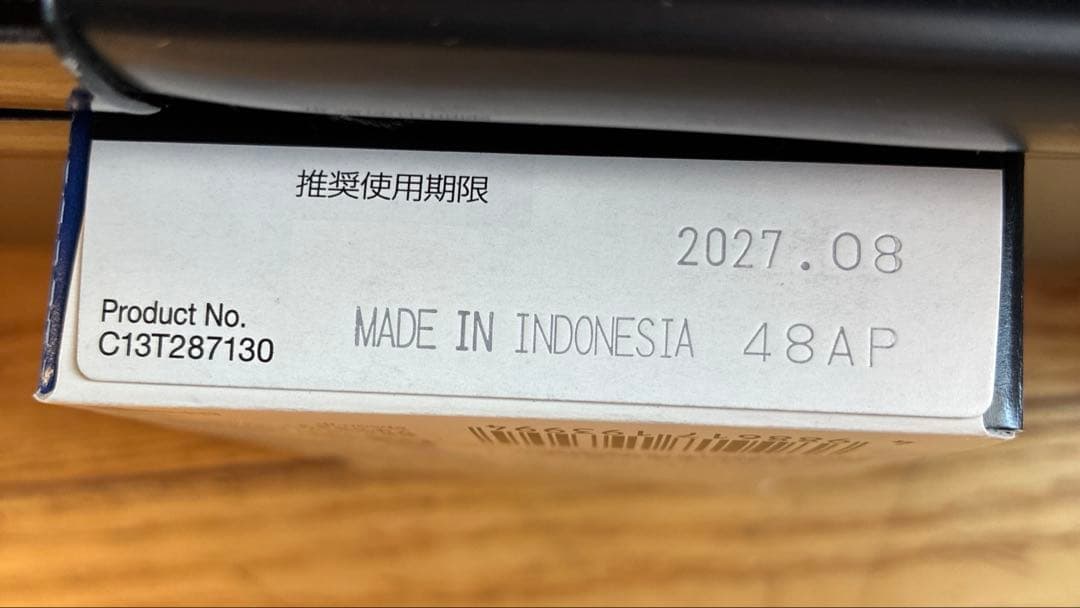 推奨使用期限
2027.08
Product No.
C13T287130
MADE IN INDONESIA 48AP